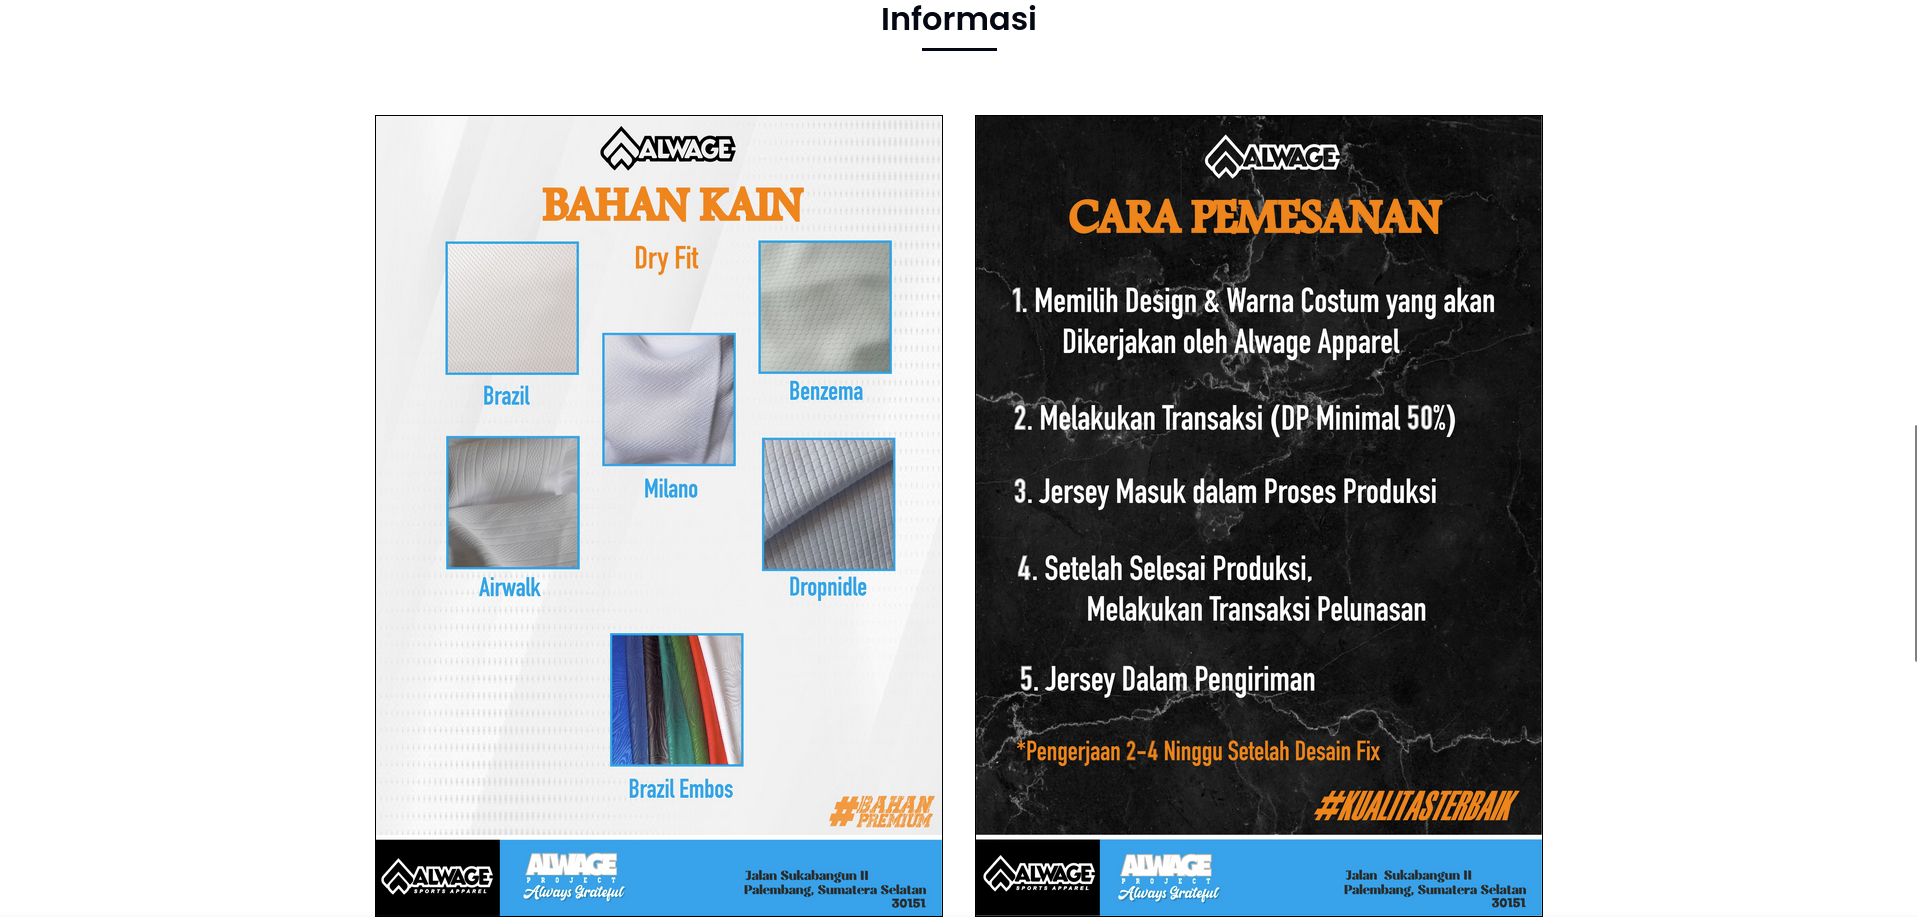 Informasi
ALWAGE
BAHAN KAIN
Dry Fit
Brazil
Benzema
Milano
Airwalk
Dropnidle
Brazil Embos
#BAHAN
PREMIUM
ALWAGE
SPORTS APPAREL
ALWAGE
PROJECT
Always Grateful
Jalan Sukabangun II
Palembang, Sumatera Selatan
30151
ALWAGE
CARA PEMESANAN
1. Memilih Design & Warna Costum yang akan
Dikerjakan oleh Alwage Apparel
2. Melakukan Transaksi (DP Minimal 50%)
3. Jersey Masuk dalam Proses Produksi
4. Setelah Selesai Produksi,
Melakukan Transaksi Pelunasan
5. Jersey Dalam Pengiriman
*Pengerjaan 2-4 Ninggu Setelah Desain Fix
#KUALITASTERBAIK
ALWAGE
SPORTS APPAREL
ALWAGE
PROJECT
Always Grateful
Jalan Sukabangun II
Palembang, Sumatera Selatan
30151